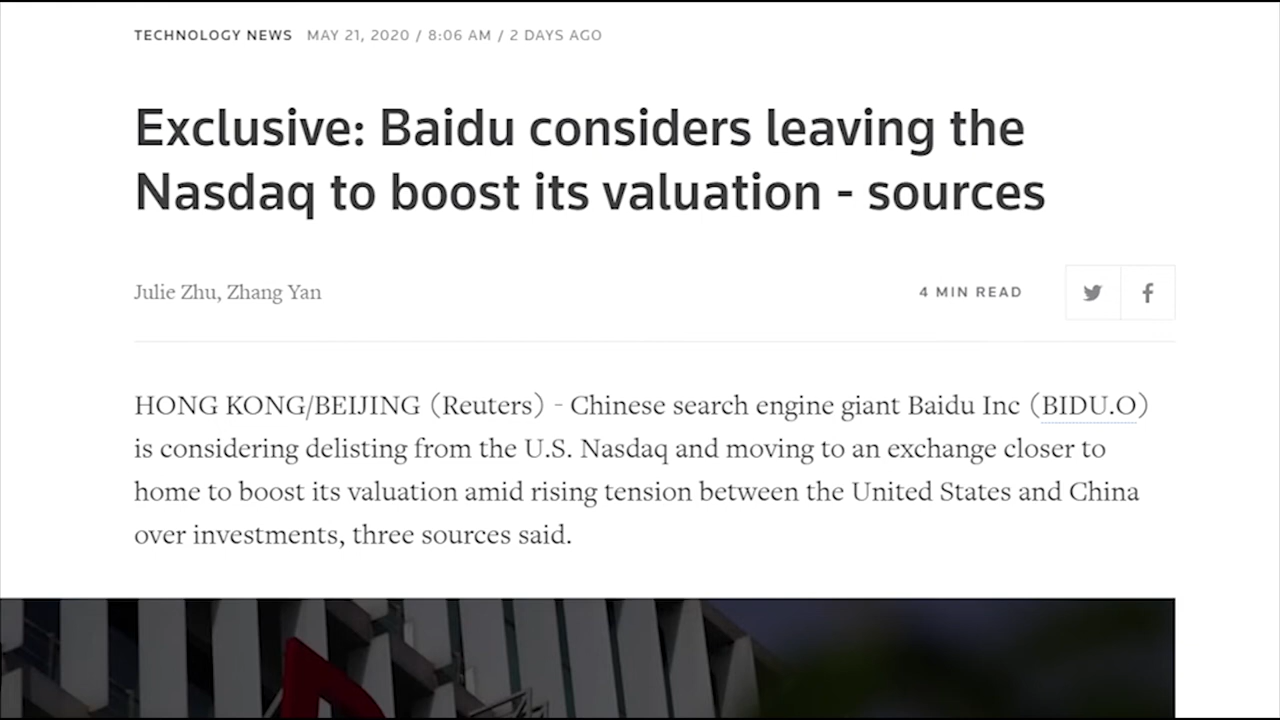 TECHNOLOGY NEWS MAY 21, 2020 / 8:06 AM / 2 DAYS AGO
Exclusive: Baidu considers leaving the
Nasdaq to boost its valuation - sources
Julie Zhu, Zhang Yan
4 MIN READ
HONG KONG/BEIJING (Reuters) - Chinese search engine giant Baidu Inc (BIDU.O)
is considering delisting from the U.S. Nasdaq and moving to an exchange closer to
home to boost its valuation amid rising tension between the United States and China
over investments, three sources said.